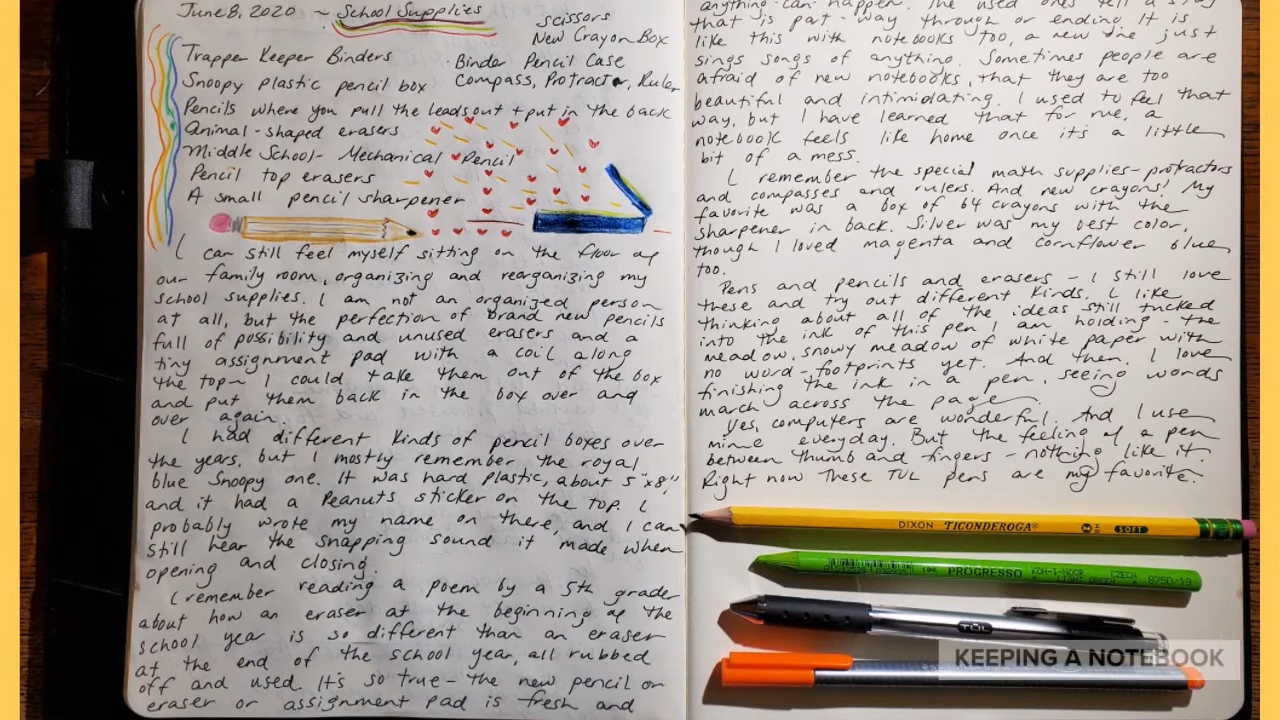 June 8, 2020 ~ School Supplies
scissors
New Crayon Box
Trapper Keeper Binders
· Binder Pencil Case
Snoopy plastic pencil box
Compass, Protractor, Ruler
Pencils where you pull the leads out + put in the back
Animal-shaped erasers
Middle School - Mechanical Pencil
Pencil top erasers
A small pencil sharpener
I can still feel myself sitting on the floor of
our family room, organizing and reorganizing my
school supplies. I am not an organized person
at all, but the perfection of brand new pencils
full of possibility and unused erasers and a
tiny assignment pad with a coil along
the top ~ I could take them out of the box
and put them back in the box over and
over again.
I had different kinds of pencil boxes over
the years, but I mostly remember the royal
blue Snoopy one. It was hard plastic, about 5"x8",
and it had a Peanuts sticker on the top. I
probably wrote my name on there, and I can
still hear the snapping sound it made when
opening and closing.
I remember reading a poem by a 5th grader
about how an eraser at the beginning of the
school year is so different than an eraser
at the end of the school year, all rubbed
off and used. It's so true - the new pencil or
eraser or assignment pad is fresh and
anything can happen. The used ones tell a story
that is part-way through or ending. It is
like this with notebooks too, a new one just
sings songs of anything. Sometimes people are
afraid of new notebooks, that they are too
beautiful and intimidating. I used to feel that
way, but I have learned that for me, a
notebook feels like home once it's a little
bit of a mess.
I remember the special math supplies - protractors
and compasses and rulers. And new crayons! My
favorite was a box of 64 crayons with the
sharpener in back. Silver was my best color,
though I loved magenta and cornflower blue
too.
Pens and pencils and erasers - I still love
these and try out different kinds. I like
thinking about all of the ideas still tucked
into the ink of this pen I am holding - the
meadow, snowy meadow of white paper with
no word-footprints yet. And then, I love
finishing the ink in a pen, seeing words
march across the page.
Yes, computers are wonderful. And I use
mine everyday. But the feeling of a pen
between thumb and fingers - nothing like it.
Right now these TUL pens are my favorite.
DIXON TICONDEROGA® 2 HB SOFT
PROGRESSO KOH-I-NOOR CZECH 8750/19
TUL
KEEPING A NOTEBOOK